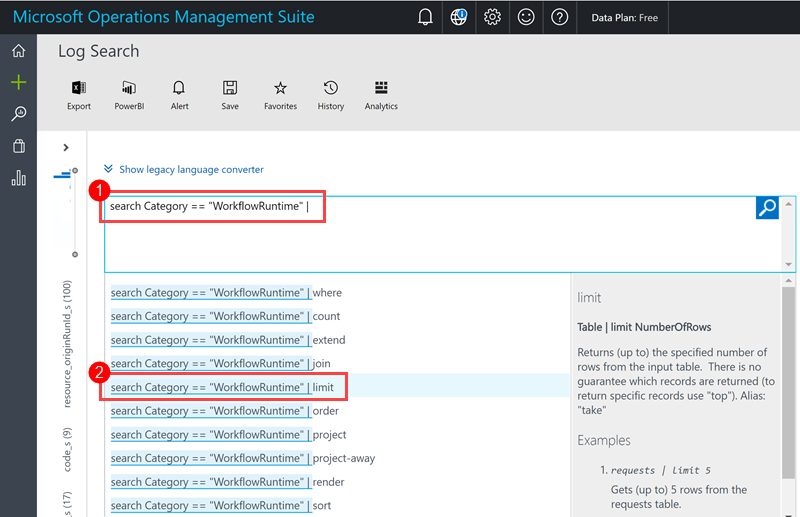 Microsoft Operations Management Suite
Data Plan: Free
Log Search
Export
PowerBI
Alert
Save
Favorites
History
Analytics
Show legacy language converter
1
search Category == "WorkflowRuntime" |
search Category == "WorkflowRuntime" | where
search Category == "WorkflowRuntime" | count
search Category == "WorkflowRuntime" | extend
search Category == "WorkflowRuntime" | join
2
search Category == "WorkflowRuntime" | limit
search Category == "WorkflowRuntime" | order
search Category == "WorkflowRuntime" | project
search Category == "WorkflowRuntime" | project-away
search Category == "WorkflowRuntime" | render
search Category == "WorkflowRuntime" | sort
limit
Table | limit NumberOfRows
Returns (up to) the specified number of
rows from the input table. There is no
guarantee which records are returned (to
return specific records use "top"). Alias:
"take"
Examples
1. requests | limit 5
Gets (up to) 5 rows from the
requests table.
resource_originRunId_s (100)
code_s (9)
_s (17)